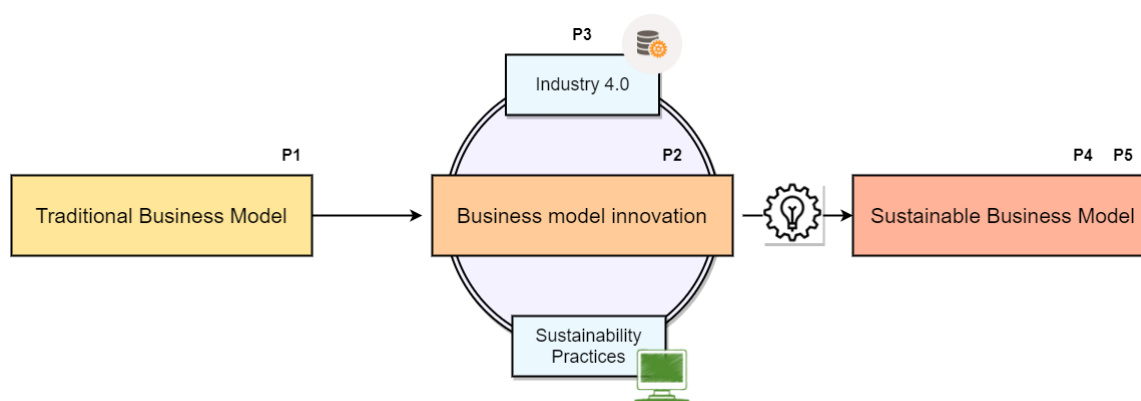 P3
Industry 4.0
P1
P2
P4 P5
Traditional Business Model
Business model innovation
Sustainable Business Model
Sustainability
Practices